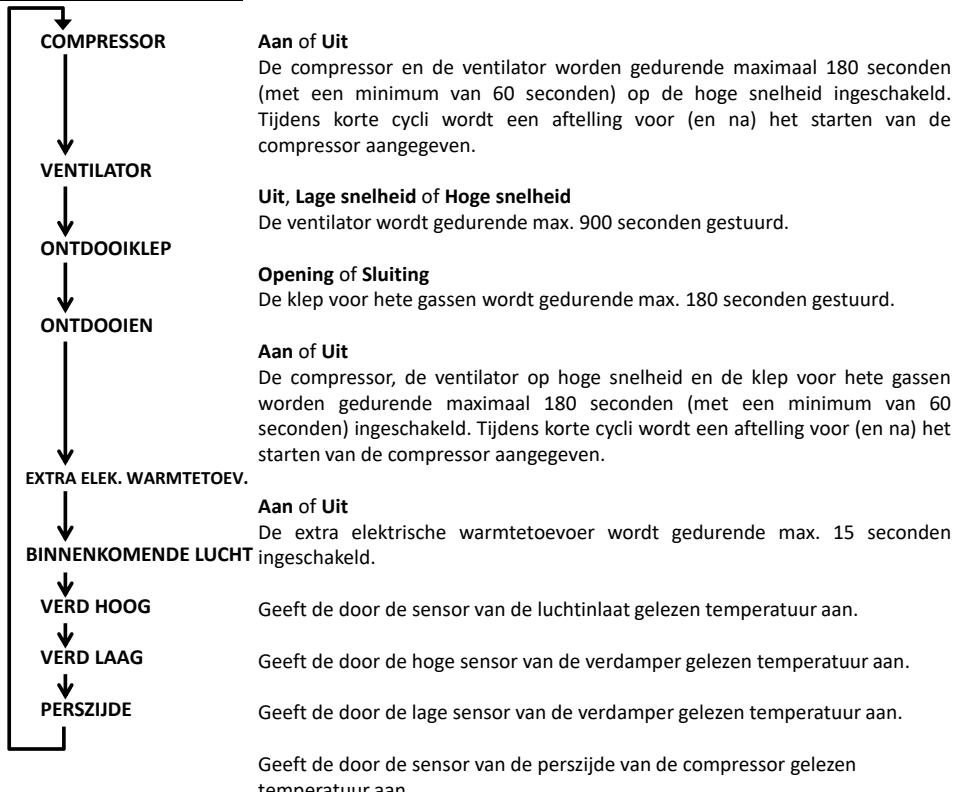 COMPRESSOR
Aan of Uit
De compressor en de ventilator worden gedurende maximaal 180 seconden
(met een minimum van 60 seconden) op de hoge snelheid ingeschakeld.
Tijdens korte cycli wordt een aftelling voor (en na) het starten van de
compressor aangegeven.
VENTILATOR
Uit, Lage snelheid of Hoge snelheid
De ventilator wordt gedurende max. 900 seconden gestuurd.
ONTDOOIKLEP
Opening of Sluiting
De klep voor hete gassen wordt gedurende max. 180 seconden gestuurd.
ONTDOOIEN
Aan of Uit
De compressor, de ventilator op hoge snelheid en de klep voor hete gassen
worden gedurende maximaal 180 seconden (met een minimum van 60
seconden) ingeschakeld. Tijdens korte cycli wordt een aftelling voor (en na) het
starten van de compressor aangegeven.
EXTRA ELEK. WARMTETOEV.
Aan of Uit
De extra elektrische warmtetoevoer wordt gedurende max. 15 seconden
ingeschakeld.
BINNENKOMENDE LUCHT
VERD HOOG
Geeft de door de sensor van de luchtinlaat gelezen temperatuur aan.
VERD LAAG
Geeft de door de hoge sensor van de verdamper gelezen temperatuur aan.
PERSZIJDE
Geeft de door de lage sensor van de verdamper gelezen temperatuur aan.
Geeft de door de sensor van de perszijde van de compressor gelezen
temperatuur aan